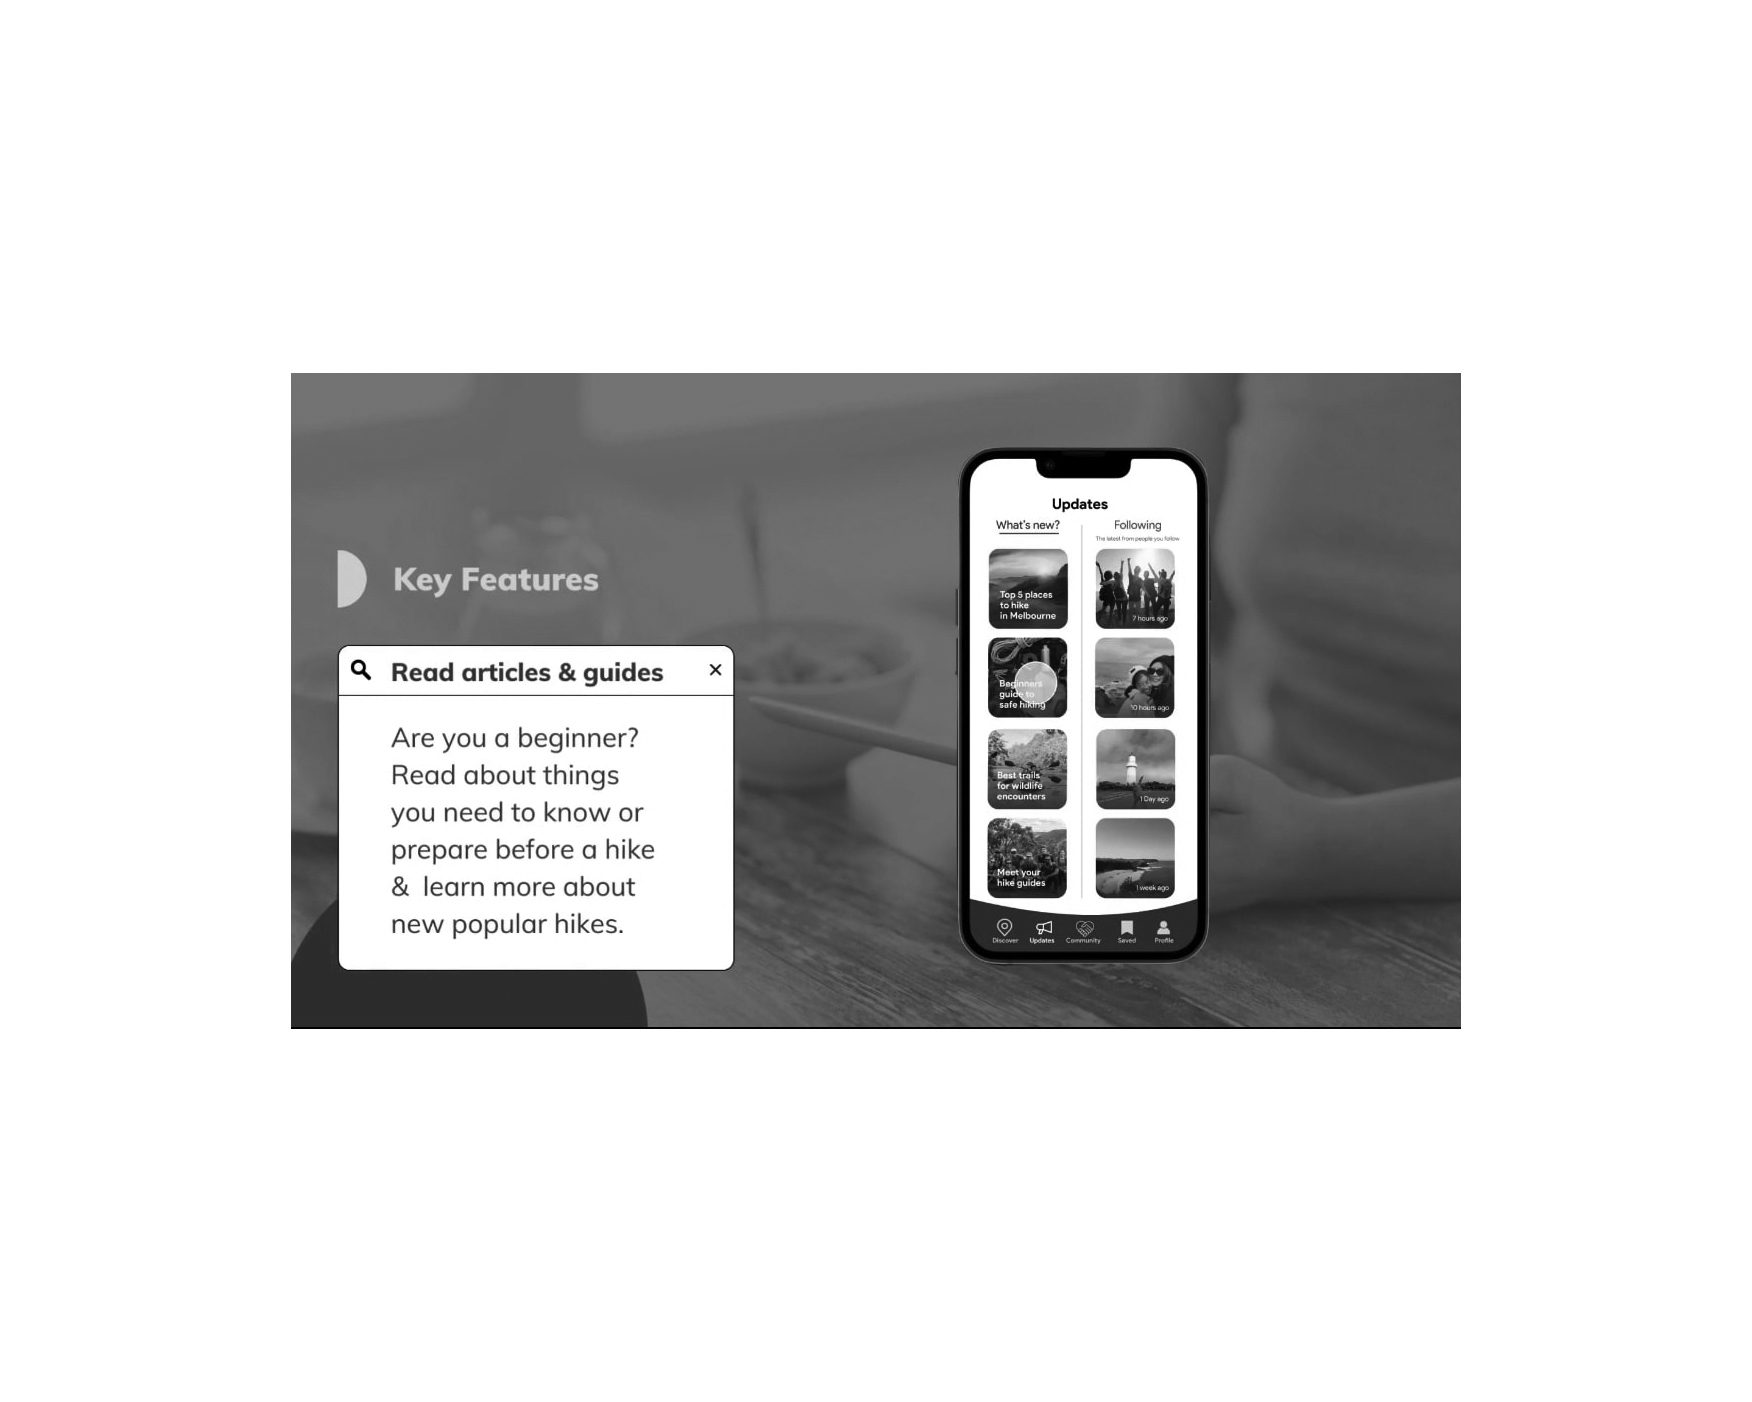 Key Features
Read articles & guides
Are you a beginner?
Read about things
you need to know or
prepare before a hike
& learn more about
new popular hikes.
Updates
What's new?
Following
The latest from people you follow
Top 5 places
to hike
in Melbourne
7 hours ago
Beginners
guide to
safe hiking
10 hours ago
Best trails
for wildlife
encounters
1 Day ago
Meet your
hike guides
1 week ago
Discover
Updates
Community
Saved
Profile